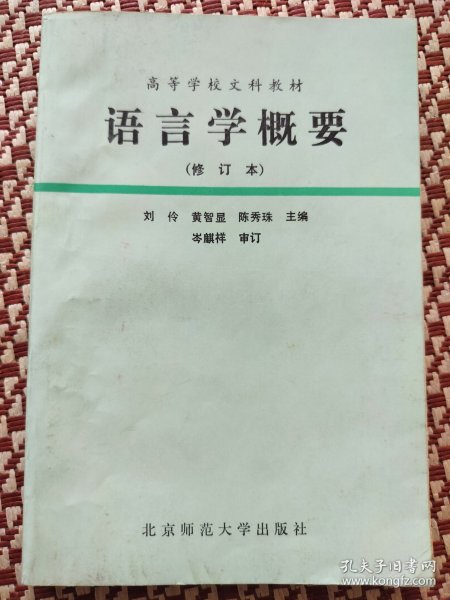 高等学校文科教材
语言学概要
(修订本)
刘伶 黄智显 陈秀珠 主编
岑麒祥 审订
北京师范大学出版社
孔夫子旧书网
www.kongfz.com